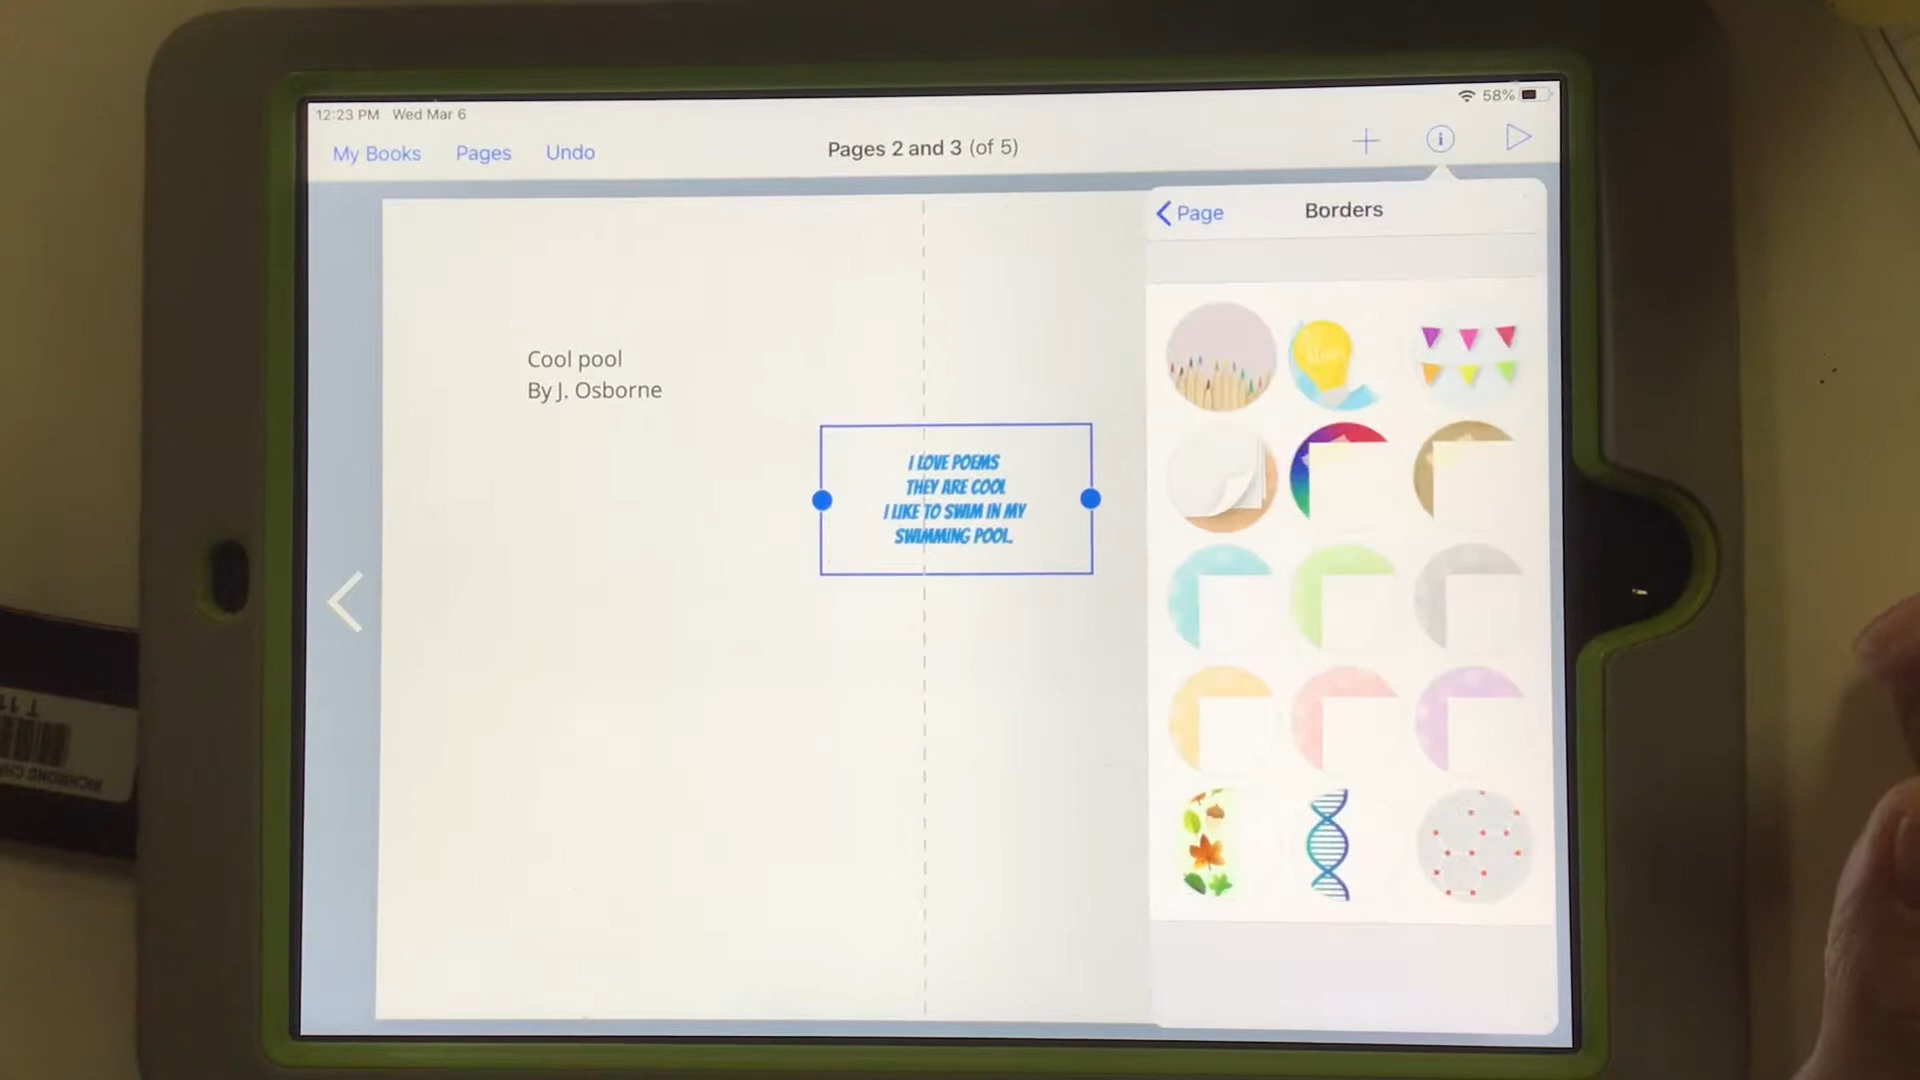 12:23 PM Wed Mar 6
58%
My Books Pages Undo
Pages 2 and 3 (of 5)
Page
Borders
Cool pool
By J. Osborne
I LOVE POEMS
THEY ARE COOL
I LIKE TO SWIM IN MY
SWIMMING POOL.
T 11